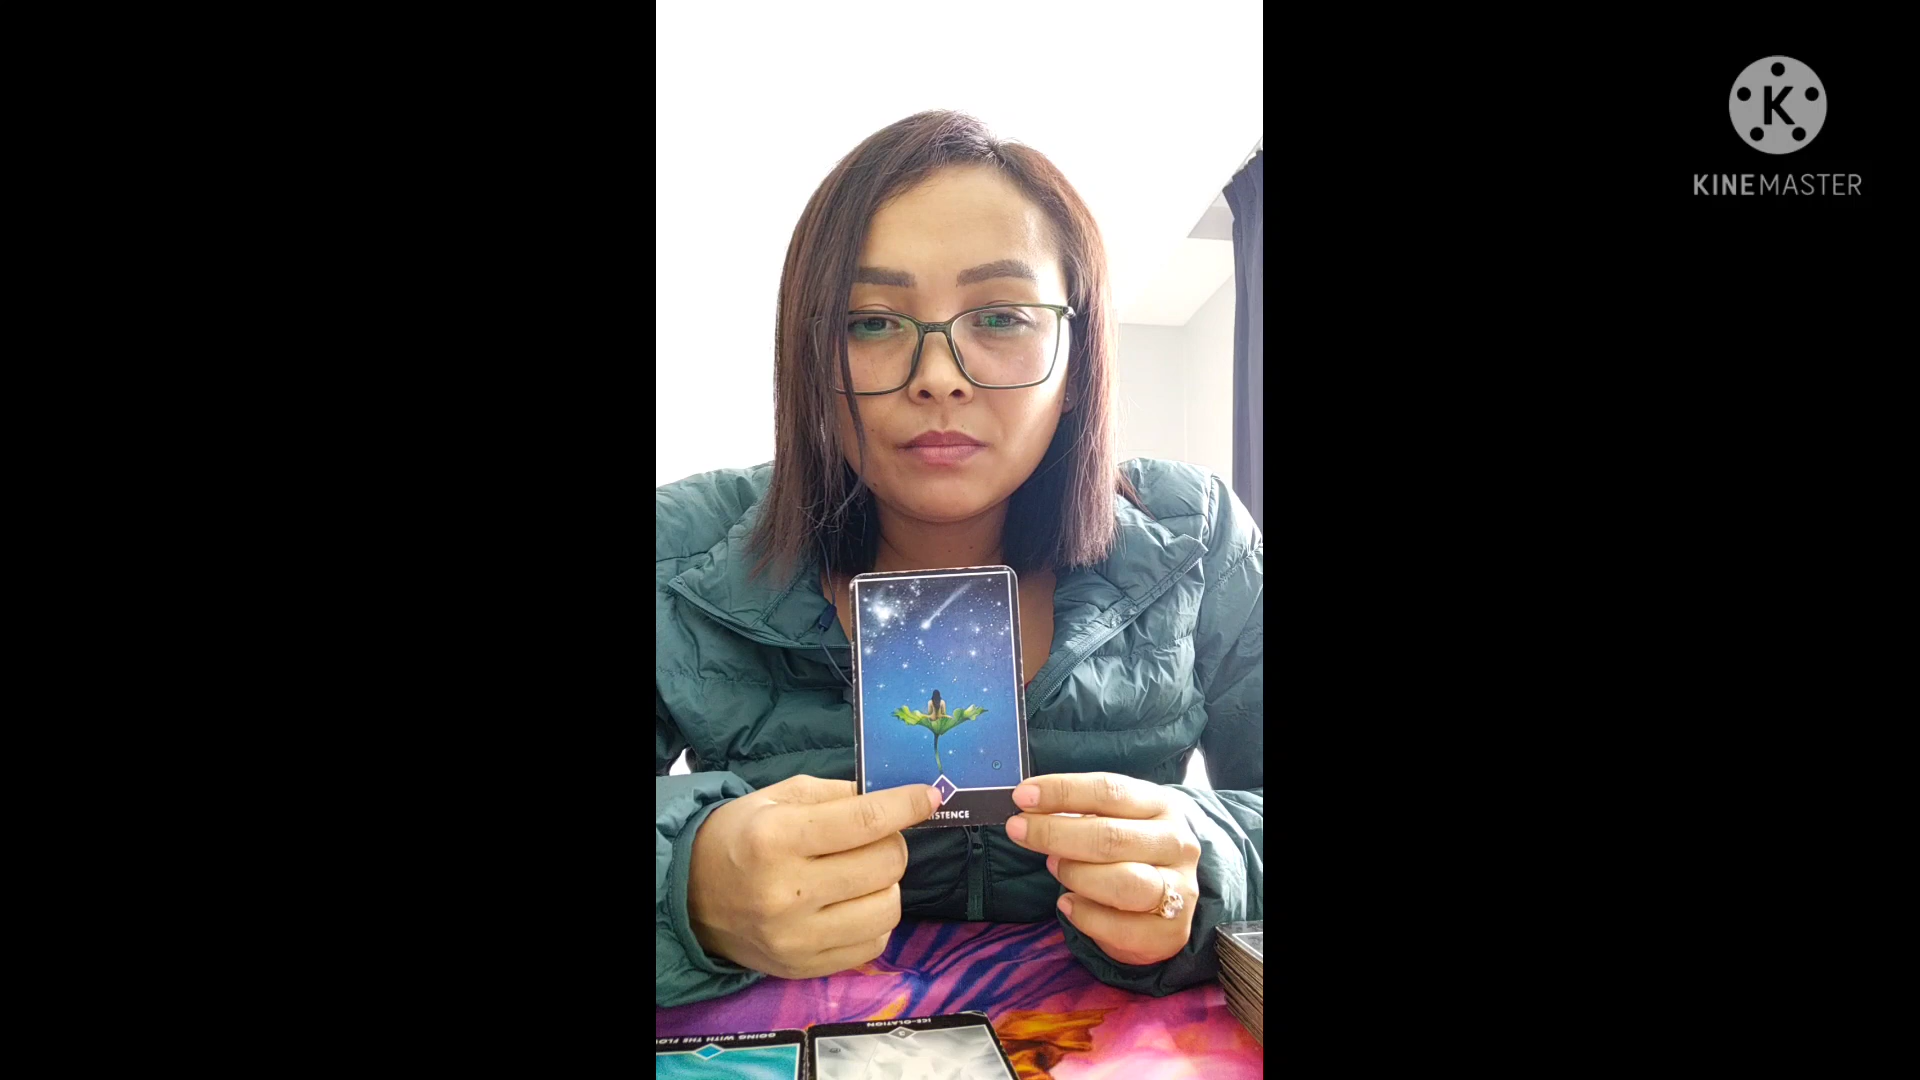 K
KINEMASTER
I
ISTENCE
ICE-OLATION
GOING WITH THE FLO